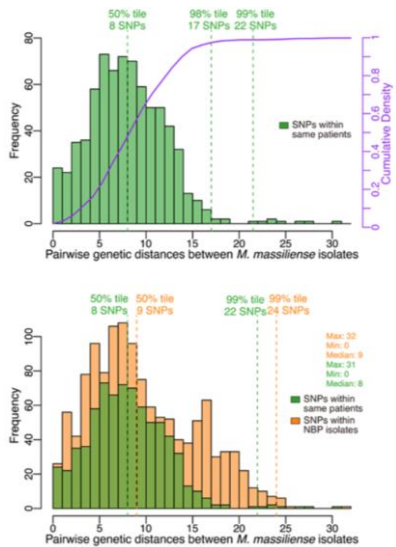 50% tile 98% tile 99% tile
8 SNPs 17 SNPs 22 SNPs
80
60
40
20
0
Frequency
1
0.8
0.6
0.4
0.2
0
Cumulative Density
SNPs within
same patients
0 5 10 15 20 25 30
Pairwise genetic distances between M. massiliense isolates
50% tile 50% tile 99% tile 99% tile
8 SNPs 9 SNPs 22 SNPs 24 SNPs
Max: 32
Min: 0
Median: 9
Max: 31
Min: 0
Median: 8
100
80
60
40
20
0
Frequency
SNPs within
same patients
SNPs within
NBP isolates
0 5 10 15 20 25 30
Pairwise genetic distances between M. massiliense isolates